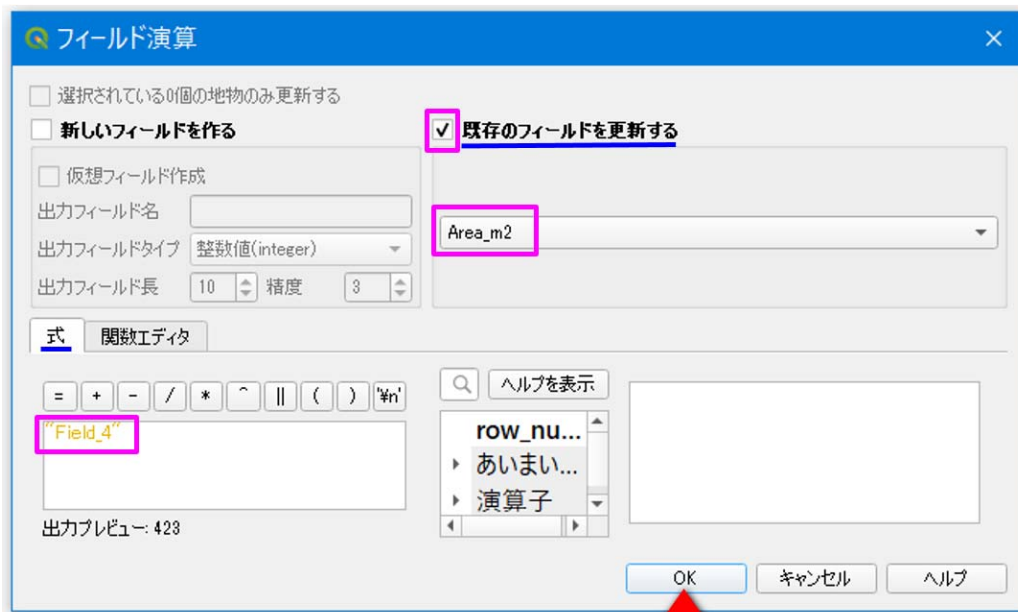 フィールド演算
選択されている0個の地物のみ更新する
新しいフィールドを作る
既存のフィールドを更新する
仮想フィールド作成
出力フィールド名
出力フィールドタイプ 整数値(integer)
出力フィールド長 10 精度 3
Area_m2
式 関数エディタ
= + - / * ^ || ( ) '¥n'
"Field_4"
出力プレビュー: 423
ヘルプを表示
row_nu...
あいまい...
演算子
OK キャンセル ヘルプ